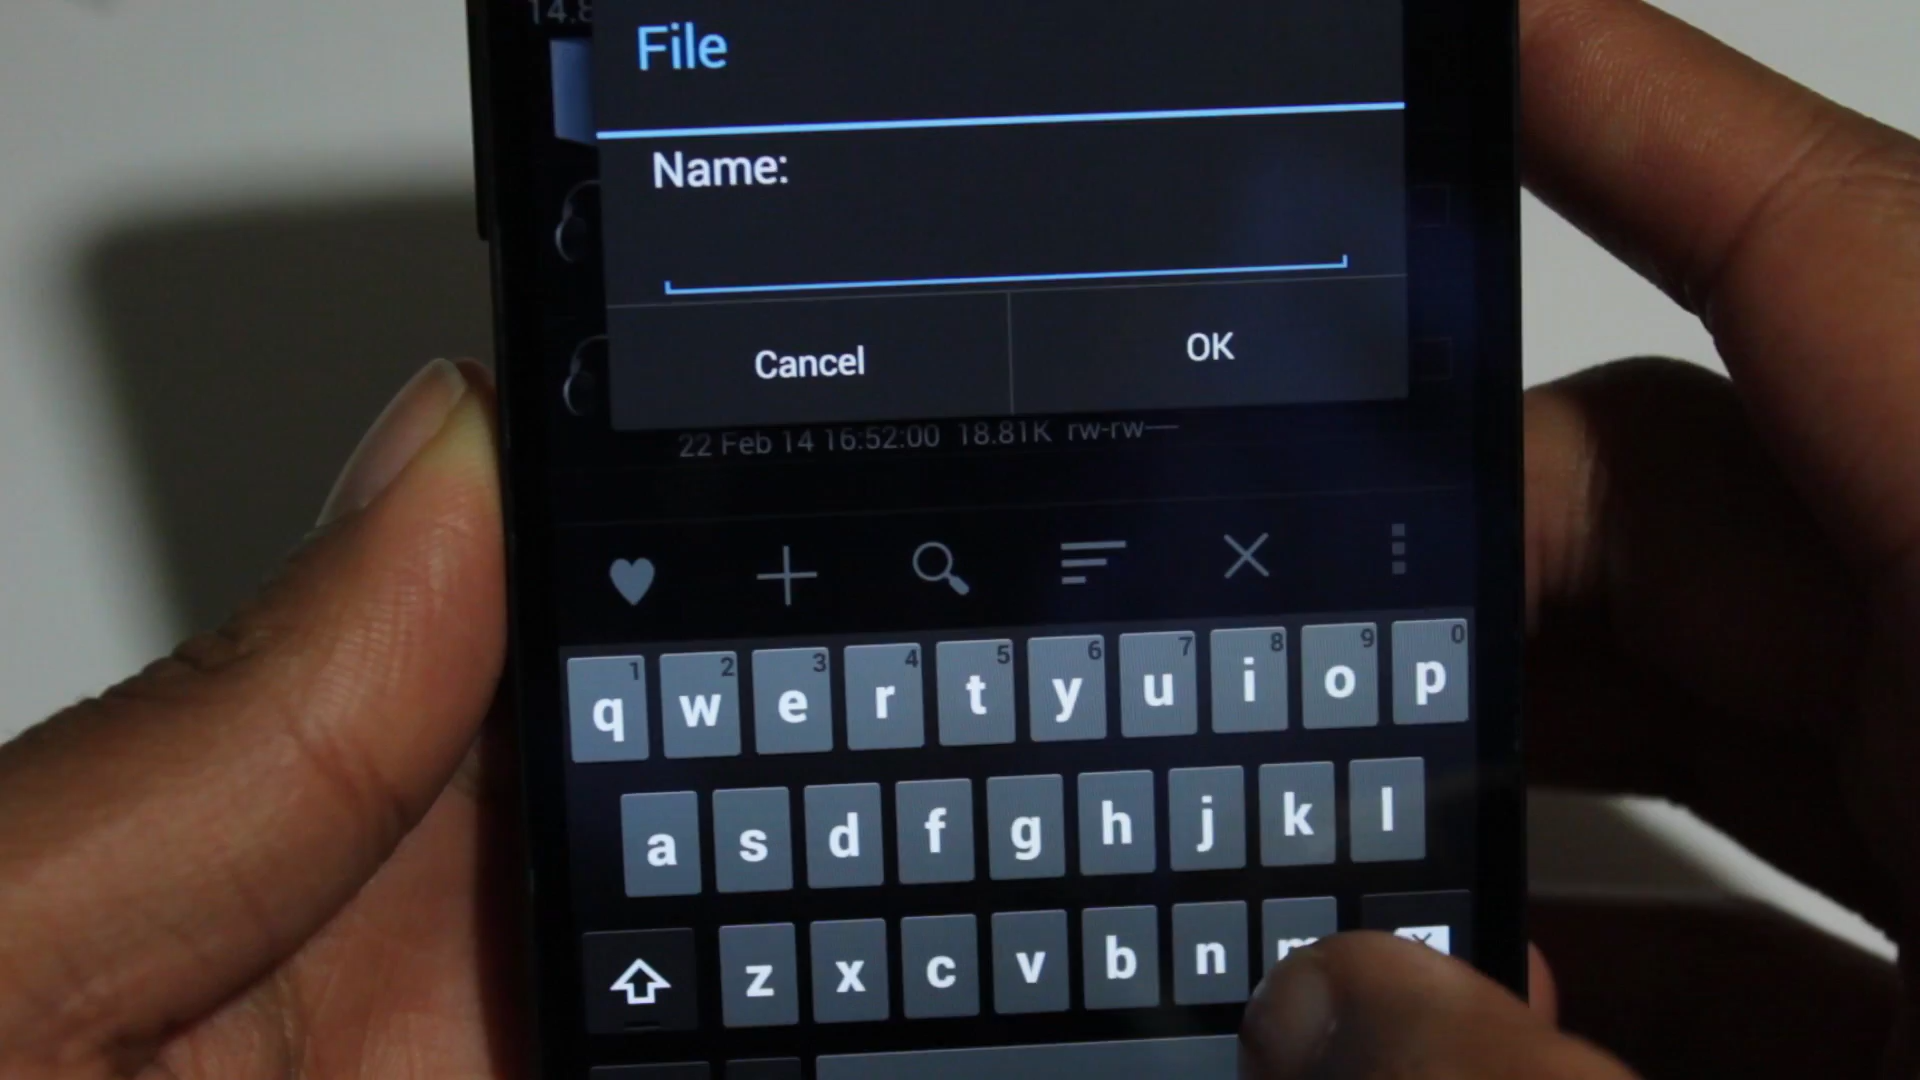 File
Name:
Cancel OK
22 Feb 14 16:52:00 18.81K rw-rw----
1 2 3 4 5 6 7 8 9 0
q w e r t y u i o p
a s d f g h j k l
z x c v b n m